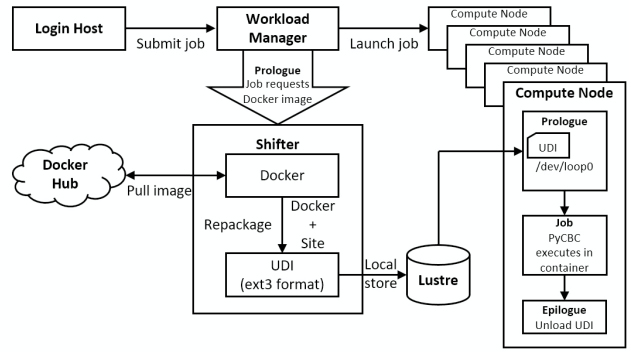 Login Host
Submit job
Workload
Manager
Launch job
Compute Node
Compute Node
Compute Node
Compute Node
Compute Node
Prologue
Job requests
Docker image
Shifter
Docker
Hub
Pull image
Docker
Repackage
Docker
+
Site
UDI
(ext3 format)
Local
store
Lustre
Prologue
UDI
/dev/loop0
Job
PyCBC
executes in
container
Epilogue
Unload UDI